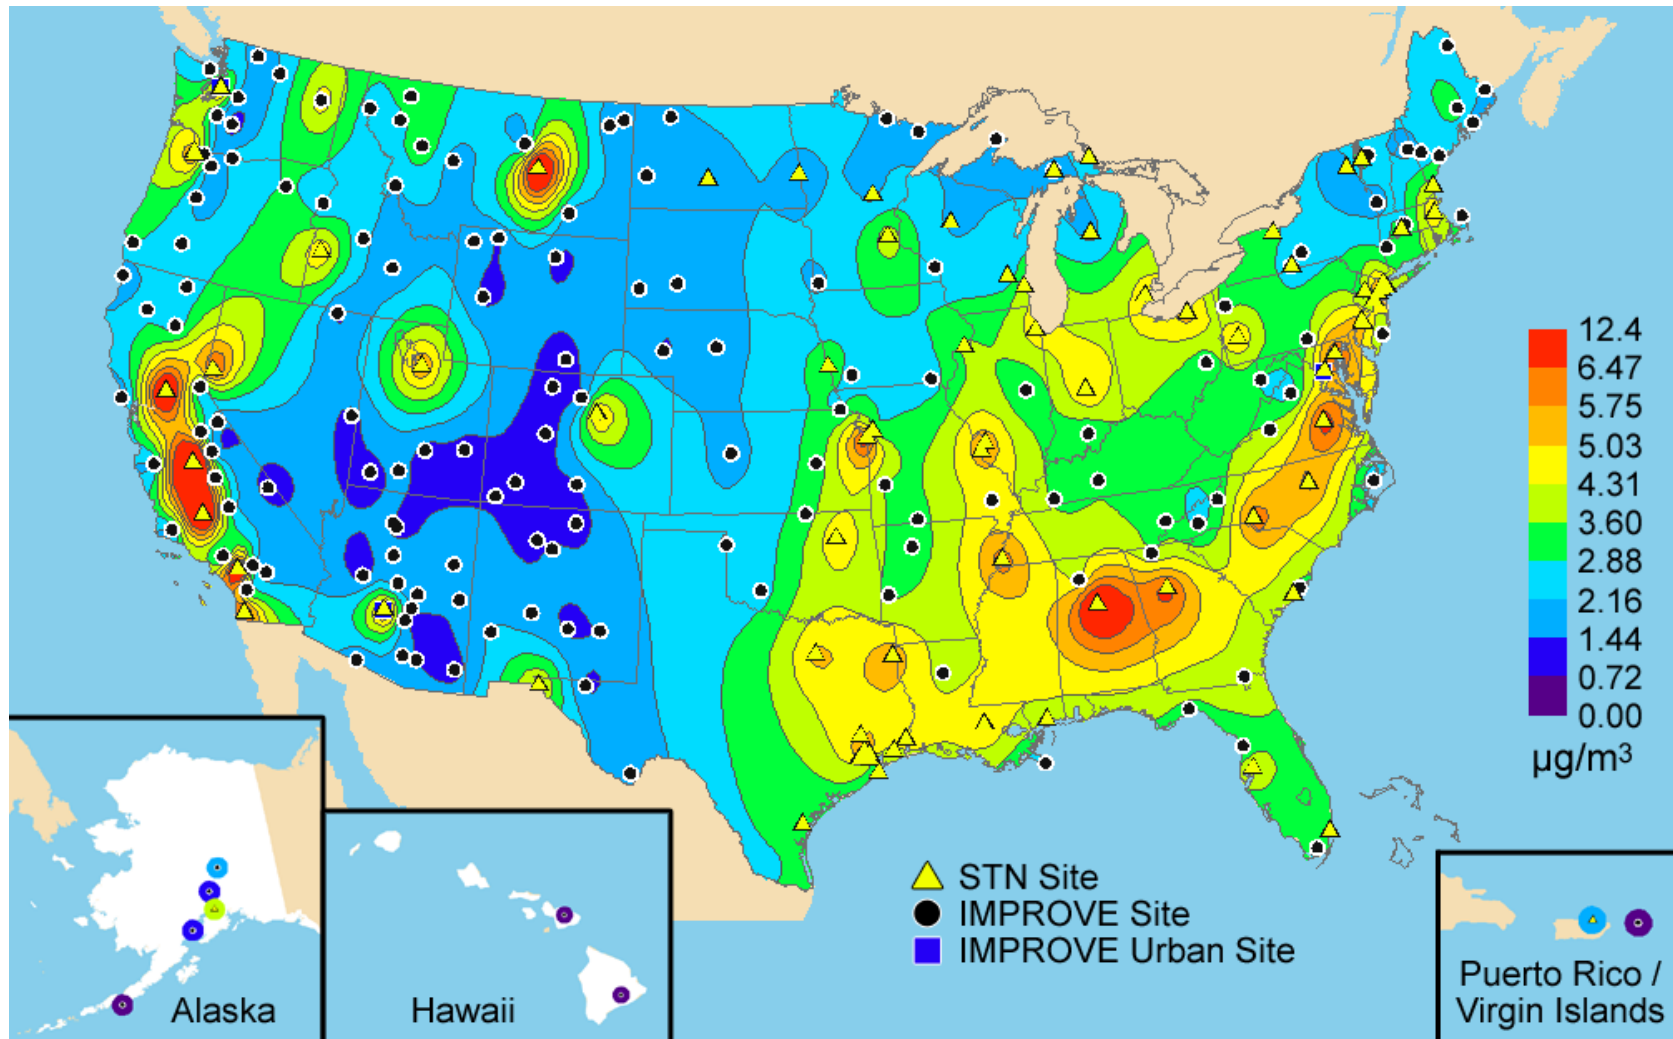 12.4
6.47
5.75
5.03
4.31
3.60
2.88
2.16
1.44
0.72
0.00
µg/m³
STN Site
IMPROVE Site
IMPROVE Urban Site
Alaska
Hawaii
Puerto Rico /
Virgin Islands